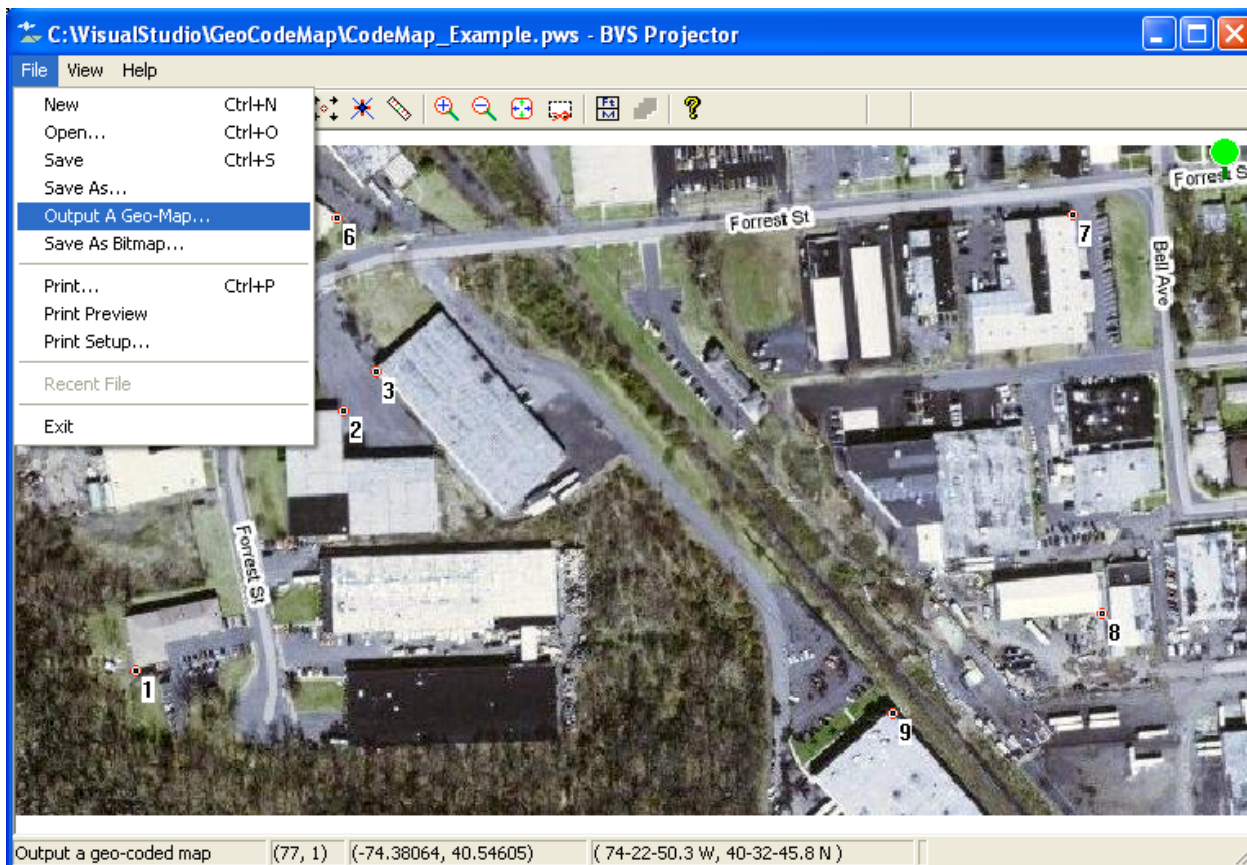 C:\VisualStudio\GeoCodeMap\CodeMap_Example.pws - BVS Projector
File View Help
New Ctrl+N
Open... Ctrl+O
Save Ctrl+S
Save As...
Output A Geo-Map...
Save As Bitmap...
Print... Ctrl+P
Print Preview
Print Setup...
Recent File
Exit
Ft
M
?
Forrest S
6
Forrest St
7
Bell Ave
3
2
Forrest St
8
1
9
Output a geo-coded map (77, 1) (-74.38064, 40.54605) ( 74-22-50.3 W, 40-32-45.8 N )